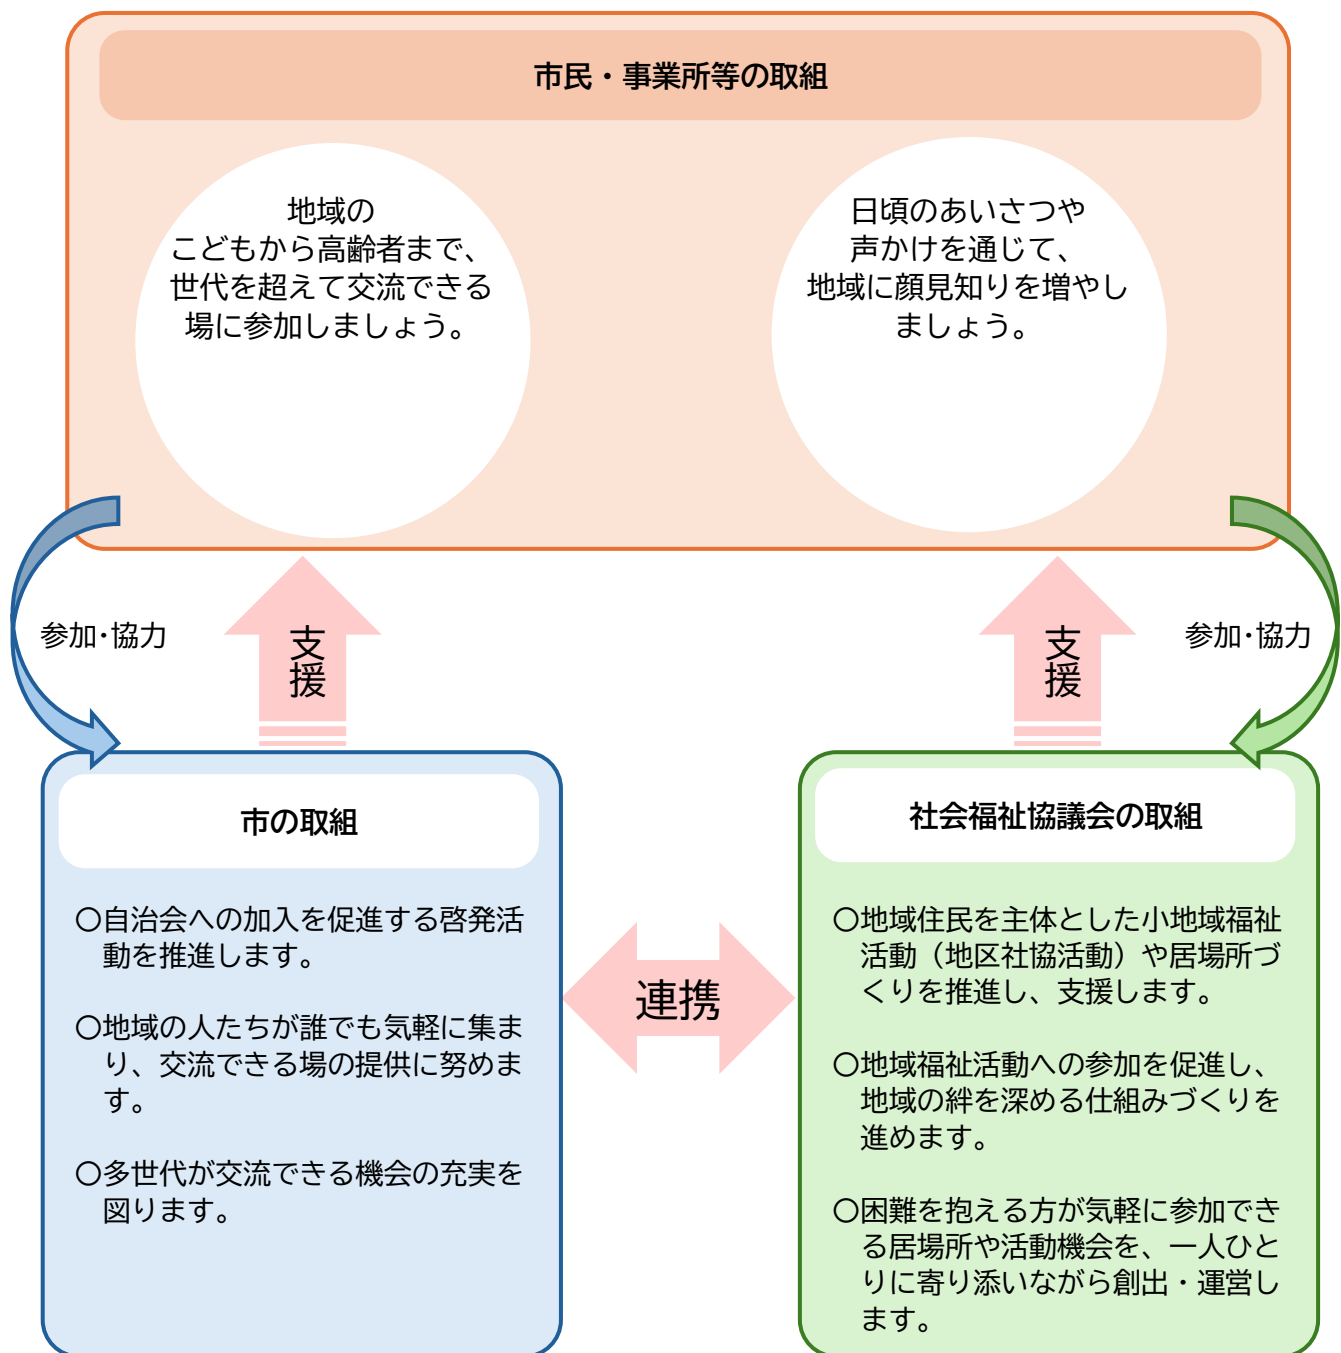 市民・事業所等の取組
地域の
こどもから高齢者まで、
世代を超えて交流できる
場に参加しましょう。
日頃のあいさつや
声かけを通じて、
地域に顔見知りを増やし
ましょう。
参加・協力
支援
支援
参加・協力
市の取組
〇自治会への加入を促進する啓発活
動を推進します。
〇地域の人たちが誰でも気軽に集ま
り、交流できる場の提供に努めま
す。
〇多世代が交流できる機会の充実を
図ります。
連携
社会福祉協議会の取組
〇地域住民を主体とした小地域福祉
活動（地区社協活動）や居場所づ
くりを推進し、支援します。
〇地域福祉活動への参加を促進し、
地域の絆を深める仕組みづくりを
進めます。
〇困難を抱える方が気軽に参加でき
る居場所や活動機会を、一人ひと
りに寄り添いながら創出・運営し
ます。